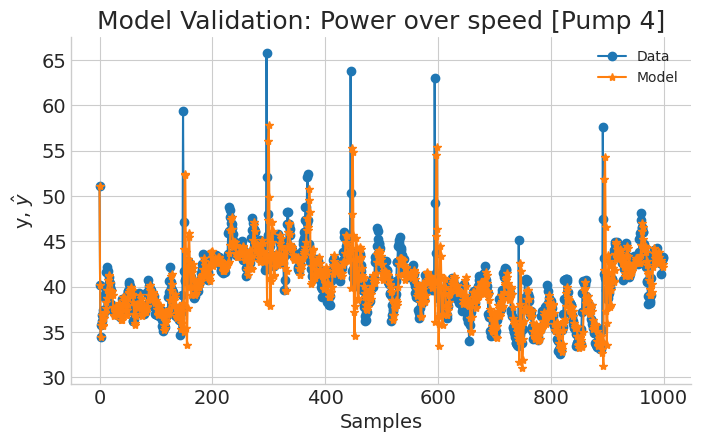 Model Validation: Power over speed [Pump 4]
Data
Model
65
60
55
50
45
40
35
30
y, ŷ
0
200
400
600
800
1000
Samples